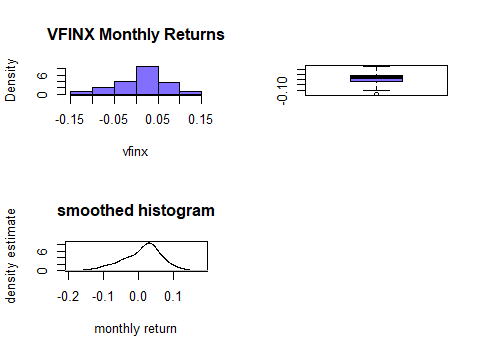 VFINX Monthly Returns
Density
0 6
-0.15 -0.05 0.05 0.15
vfinx
-0.10
smoothed histogram
density estimate
0 6
-0.2 -0.1 0.0 0.1
monthly return